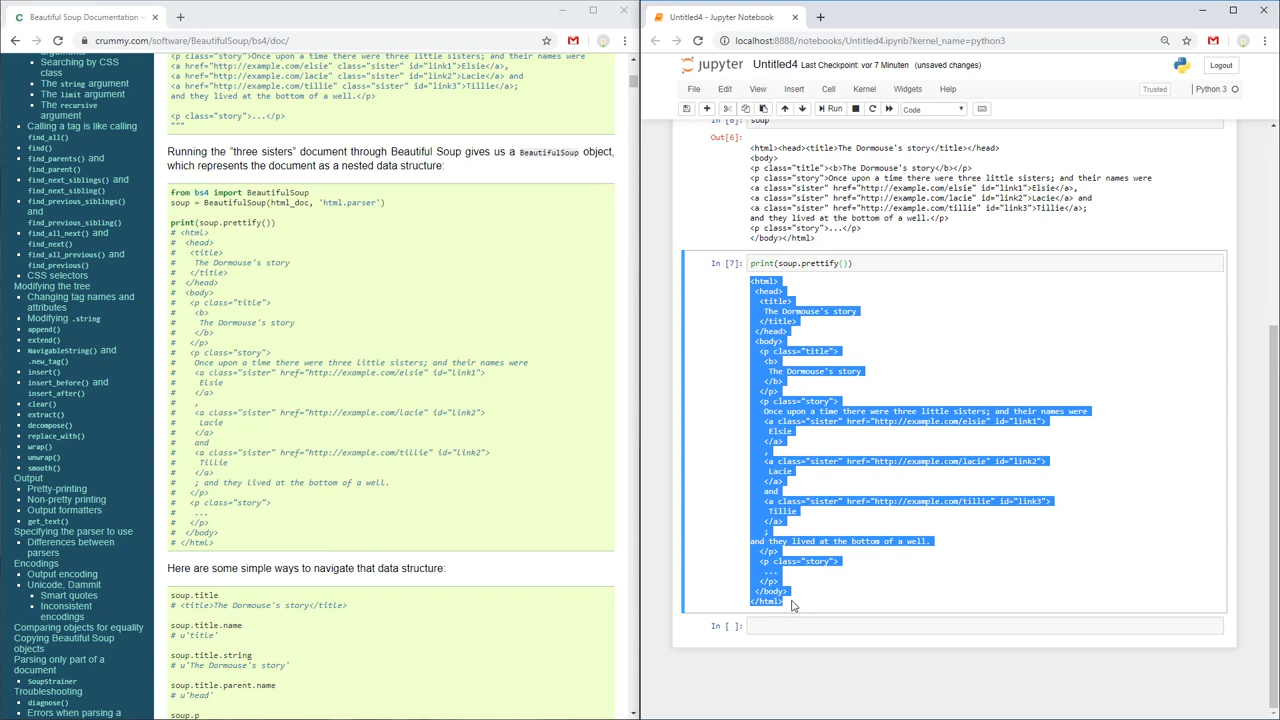 Beautiful Soup Documentation —
crummy.com/software/BeautifulSoup/bs4/doc/
Searching by CSS
class
The string argument
The limit argument
The recursive
argument
Calling a tag is like calling
find_all()
find()
find_parents() and
find_parent()
find_next_siblings() and
find_next_sibling()
find_previous_siblings()
and
find_previous_sibling()
find_all_next() and
find_next()
find_all_previous() and
find_previous()
CSS selectors
Modifying the tree
Changing tag names and
attributes
Modifying .string
append()
extend()
NavigableString() and
.new_tag()
insert()
insert_before() and
insert_after()
clear()
extract()
decompose()
replace_with()
wrap()
unwrap()
smooth()
Output
Pretty-printing
Non-pretty printing
Output formatters
get_text()
Specifying the parser to use
Differences between
parsers
Encodings
Output encoding
Unicode, Dammit
Smart quotes
Inconsistent
encodings
Comparing objects for equality
Copying Beautiful Soup
objects
Parsing only part of a
document
SoupStrainer
Troubleshooting
diagnose()
Errors when parsing a
<p class="story">Once upon a time there were three little sisters; and their names were
<a href="http://example.com/elsie" class="sister" id="link1">Elsie</a>,
<a href="http://example.com/lacie" class="sister" id="link2">Lacie</a> and
<a href="http://example.com/tillie" class="sister" id="link3">Tillie</a>;
and they lived at the bottom of a well.</p>
<p class="story">...</p>
"""
Running the "three sisters" document through Beautiful Soup gives us a BeautifulSoup object,
which represents the document as a nested data structure:
from bs4 import BeautifulSoup
soup = BeautifulSoup(html_doc, 'html.parser')
print(soup.prettify())
# <html>
# <head>
# <title>
# The Dormouse's story
# </title>
# </head>
# <body>
# <p class="title">
# <b>
# The Dormouse's story
# </b>
# </p>
# <p class="story">
# Once upon a time there were three little sisters; and their names were
# <a class="sister" href="http://example.com/elsie" id="link1">
# Elsie
# </a>
# ,
# <a class="sister" href="http://example.com/lacie" id="link2">
# Lacie
# </a>
# and
# <a class="sister" href="http://example.com/tillie" id="link2">
# Tillie
# </a>
# ; and they lived at the bottom of a well.
# </p>
# <p class="story">
# ...
# </p>
# </body>
# </html>
Here are some simple ways to navigate that data structure:
soup.title
# <title>The Dormouse's story</title>
soup.title.name
# u'title'
soup.title.string
# u'The Dormouse's story'
soup.title.parent.name
# u'head'
soup.p
Untitled4 - Jupyter Notebook
localhost:8888/notebooks/Untitled4.ipynb?kernel_name=python3
jupyter Untitled4 Last Checkpoint: vor 7 Minuten (unsaved changes)
Logout
File Edit View Insert Cell Kernel Widgets Help
Trusted Python 3
Run Code
In [6]: soup
Out[6]:
<html><head><title>The Dormouse's story</title></head>
<body>
<p class="title"><b>The Dormouse's story</b></p>
<p class="story">Once upon a time there were three little sisters; and their names were
<a class="sister" href="http://example.com/elsie" id="link1">Elsie</a>,
<a class="sister" href="http://example.com/lacie" id="link2">Lacie</a> and
<a class="sister" href="http://example.com/tillie" id="link3">Tillie</a>;
and they lived at the bottom of a well.</p>
<p class="story">...</p>
</body></html>
In [7]: print(soup.prettify())
<html>
<head>
<title>
The Dormouse's story
</title>
</head>
<body>
<p class="title">
<b>
The Dormouse's story
</b>
</p>
<p class="story">
Once upon a time there were three little sisters; and their names were
<a class="sister" href="http://example.com/elsie" id="link1">
Elsie
</a>
,
<a class="sister" href="http://example.com/lacie" id="link2">
Lacie
</a>
and
<a class="sister" href="http://example.com/tillie" id="link3">
Tillie
</a>
;
and they lived at the bottom of a well.
</p>
<p class="story">
...
</p>
</body>
</html>
In [ ]: